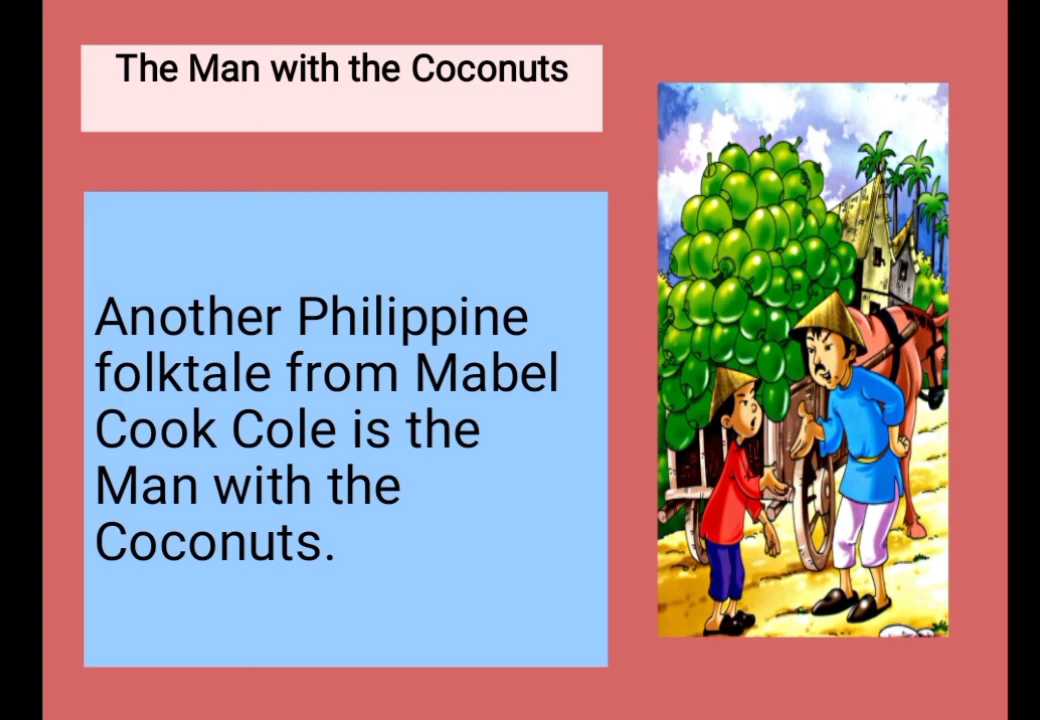 The Man with the Coconuts
Another Philippine
folktale from Mabel
Cook Cole is the
Man with the
Coconuts.